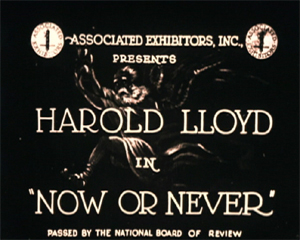 ASSOCIATED EXHIBITORS, INC.,
PRESENTS
HAROLD LLOYD
IN
"NOW OR NEVER"
PASSED BY THE NATIONAL BOARD OF REVIEW